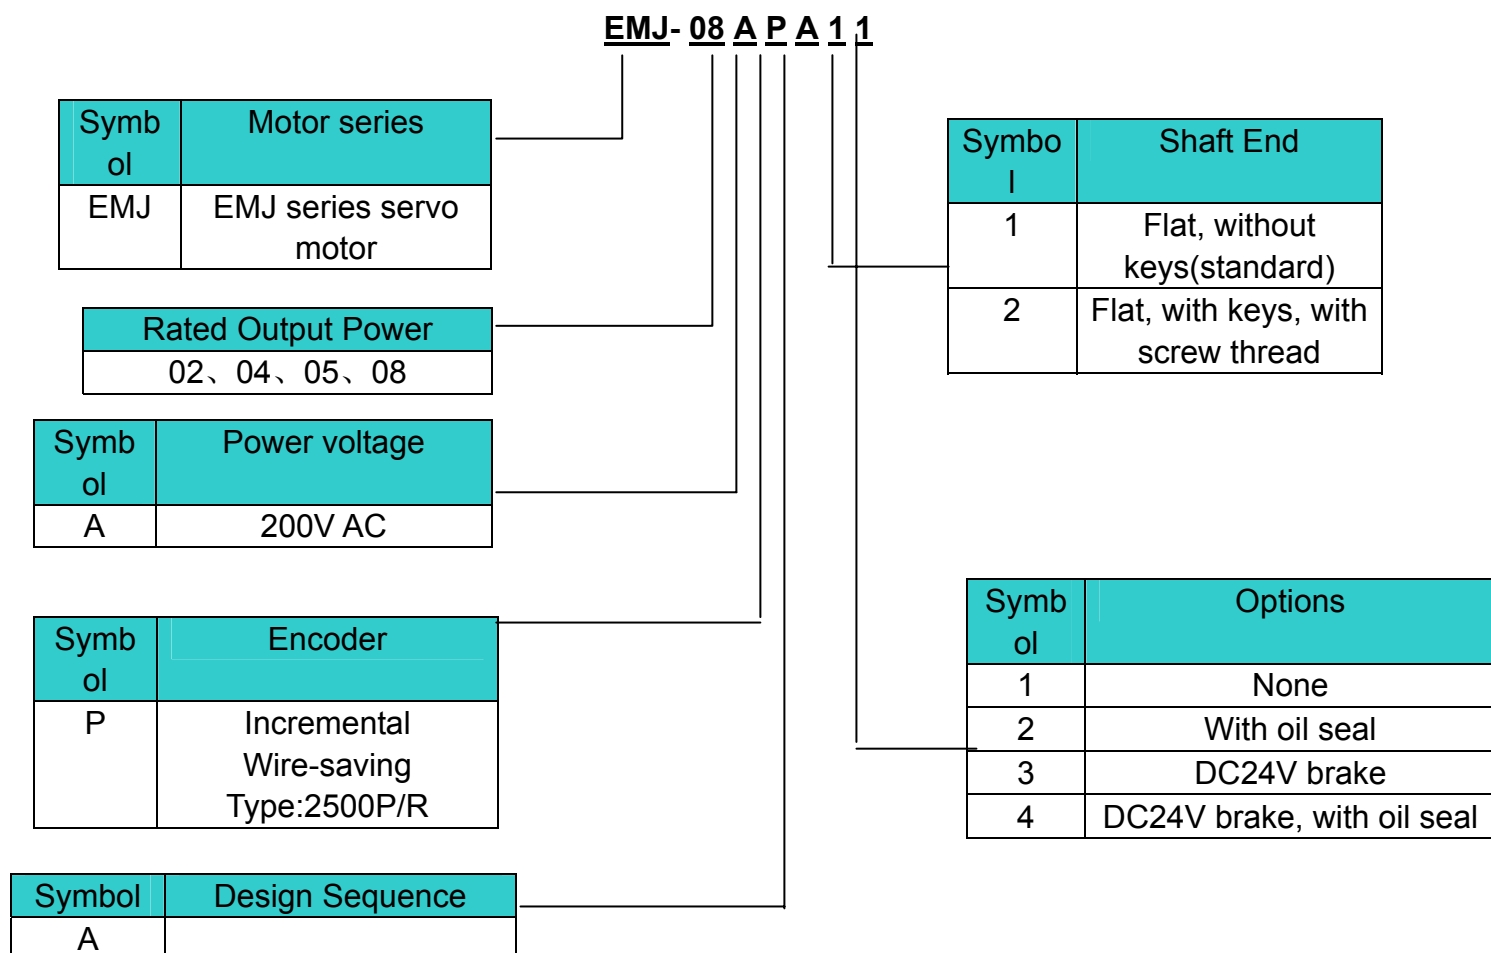 EMJ- 08 A P A 1 1
Symb
ol
Motor series
EMJ
EMJ series servo
motor
Rated Output Power
02、04、05、08
Symb
ol
Power voltage
A
200V AC
Symb
ol
Encoder
P
Incremental
Wire-saving
Type:2500P/R
Symbol
Design Sequence
A
Symbo
l
Shaft End
1
Flat, without
keys(standard)
2
Flat, with keys, with
screw thread
Symb
ol
Options
1
None
2
With oil seal
3
DC24V brake
4
DC24V brake, with oil seal